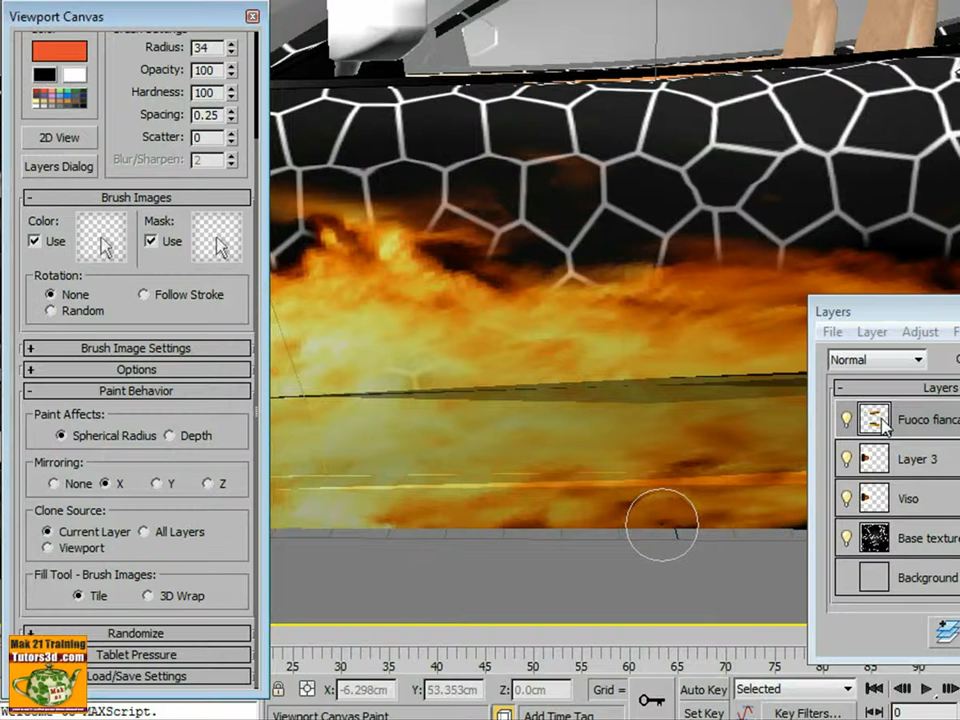 Viewport Canvas
Radius: 34
Opacity: 100
Hardness: 100
Spacing: 0.25
Scatter: 0
Blur/Sharpen: 2
2D View
Layers Dialog
- Brush Images
Color: Mask:
Use Use
Rotation:
None Follow Stroke
Random
+ Brush Image Settings
+ Options
- Paint Behavior
Paint Affects:
Spherical Radius Depth
Mirroring:
None X Y Z
Clone Source:
Current Layer All Layers
Viewport
Fill Tool - Brush Images:
Tile 3D Wrap
+ Randomize
Tablet Pressure
Load/Save Settings
Mak 21 Training
Tutors3d.com
Layers
File Layer Adjust F
Normal
- Layers
Fuoco fianca
Layer 3
Viso
Base texture
Background
25 30 35 40 45 50 55 60 65 70 75 80 85 90
X: -6.298cm Y: 53.353cm Z: 0.0cm Grid = Auto Key Selected
Set Key Key Filters... 0
Viewport Canvas Paint Add Time Tag
Welcome to MAXScript.